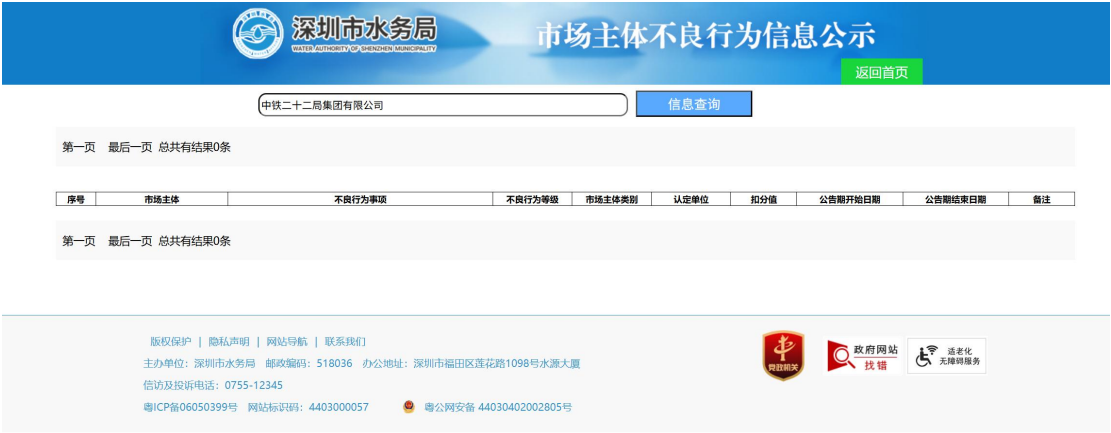 深圳市水务局
WATER AUTHORITY OF SHENZHEN MUNICIPALITY
市场主体不良行为信息公示
返回首页
中铁二十二局集团有限公司
信息查询
第一页 最后一页 总共有结果0条
序号 市场主体 不良行为事项 不良行为等级 市场主体类别 认定单位 扣分值 公告期开始日期 公告期结束日期 备注
第一页 最后一页 总共有结果0条
版权保护 | 隐私声明 | 网站导航 | 联系我们
主办单位：深圳市水务局 邮政编码：518036 办公地址：深圳市福田区莲花路1098号水源大厦
信访及投诉电话：0755-12345
粤ICP备06050399号 网站标识码：4403000057 粤公网安备 44030402002805号
党政机关
政府网站
找错
适老化
无障碍服务